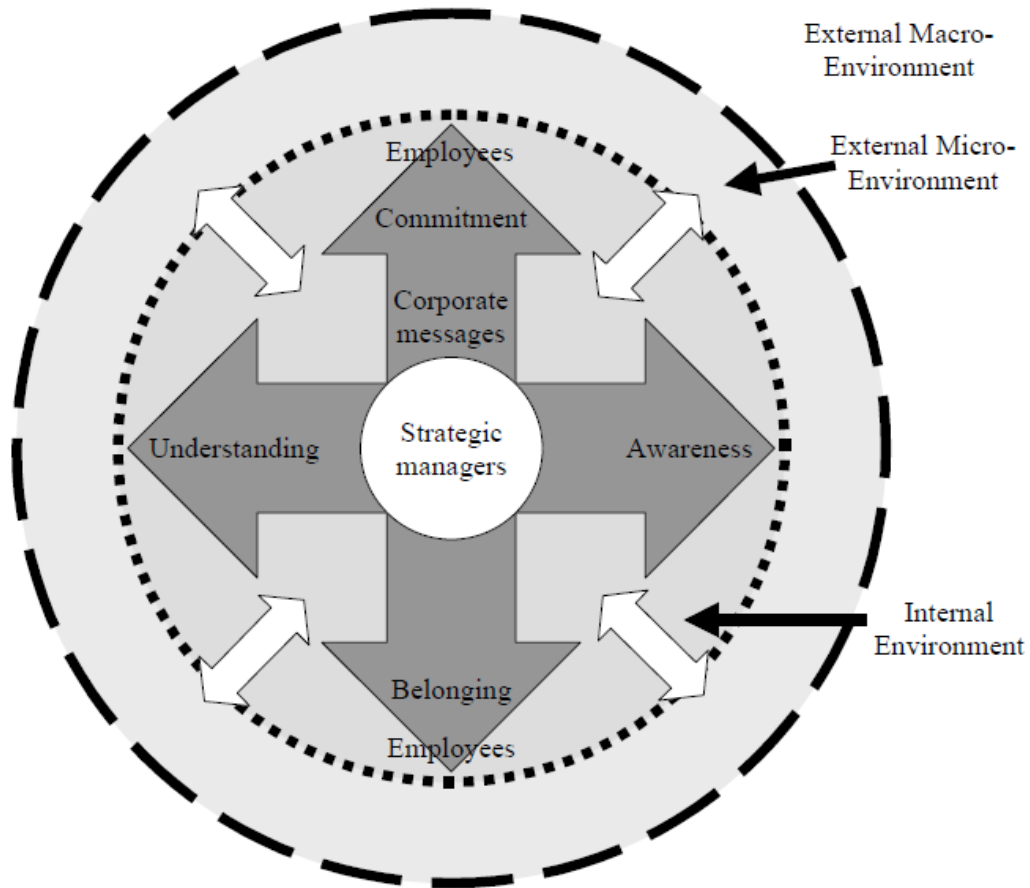 External Macro-
Environment
External Micro-
Environment
Employees
Commitment
Corporate
messages
Understanding
Strategic
managers
Awareness
Internal
Environment
Belonging
Employees